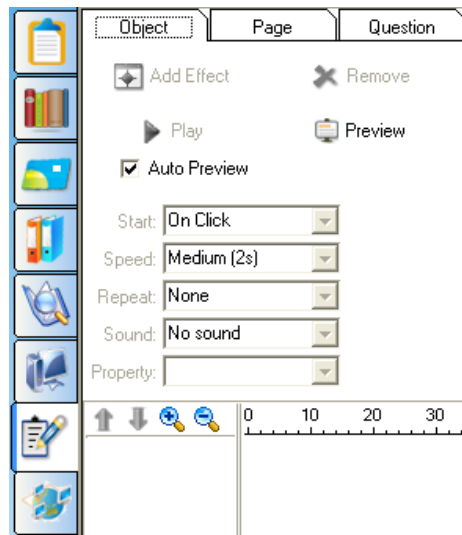 Object Page Question
Add Effect Remove
Play Preview
Auto Preview
Start: On Click
Speed: Medium (2s)
Repeat: None
Sound: No sound
Property:
0 10 20 30